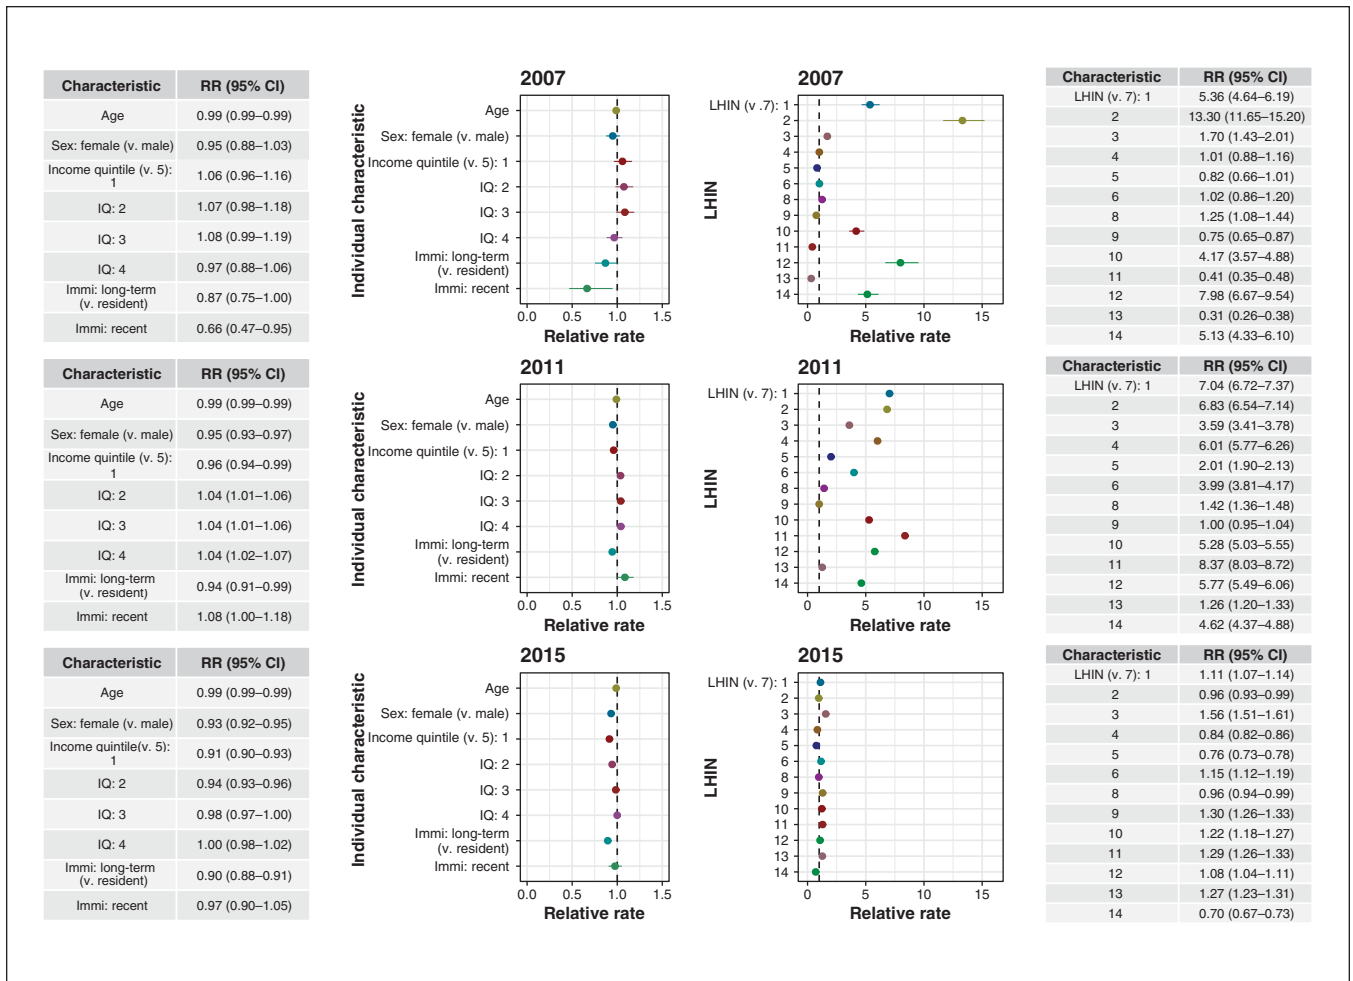 Characteristic RR (95% CI)
Age 0.99 (0.99–0.99)
Sex: female (v. male) 0.95 (0.88–1.03)
Income quintile (v. 5): 1 1.06 (0.96–1.16)
IQ: 2 1.07 (0.98–1.18)
IQ: 3 1.08 (0.99–1.19)
IQ: 4 0.97 (0.88–1.06)
Immi: long-term (v. resident) 0.87 (0.75–1.00)
Immi: recent 0.66 (0.47–0.95)
2007
Individual characteristic
Age
Sex: female (v. male)
Income quintile (v. 5): 1
IQ: 2
IQ: 3
IQ: 4
Immi: long-term
(v. resident)
Immi: recent
0.0 0.5 1.0 1.5
Relative rate
2007
LHIN
LHIN (v .7): 1
2
3
4
5
6
8
9
10
11
12
13
14
0 5 10 15
Relative rate
Characteristic RR (95% CI)
LHIN (v. 7): 1 5.36 (4.64–6.19)
2 13.30 (11.65–15.20)
3 1.70 (1.43–2.01)
4 1.01 (0.88–1.16)
5 0.82 (0.66–1.01)
6 1.02 (0.86–1.20)
8 1.25 (1.08–1.44)
9 0.75 (0.65–0.87)
10 4.17 (3.57–4.88)
11 0.41 (0.35–0.48)
12 7.98 (6.67–9.54)
13 0.31 (0.26–0.38)
14 5.13 (4.33–6.10)
Characteristic RR (95% CI)
Age 0.99 (0.99–0.99)
Sex: female (v. male) 0.95 (0.93–0.97)
Income quintile (v. 5): 1 0.96 (0.94–0.99)
IQ: 2 1.04 (1.01–1.06)
IQ: 3 1.04 (1.01–1.06)
IQ: 4 1.04 (1.02–1.07)
Immi: long-term (v. resident) 0.94 (0.91–0.99)
Immi: recent 1.08 (1.00–1.18)
2011
Individual characteristic
Age
Sex: female (v. male)
Income quintile (v. 5): 1
IQ: 2
IQ: 3
IQ: 4
Immi: long-term
(v. resident)
Immi: recent
0.0 0.5 1.0 1.5
Relative rate
2011
LHIN
LHIN (v. 7): 1
2
3
4
5
6
8
9
10
11
12
13
14
0 5 10 15
Relative rate
Characteristic RR (95% CI)
LHIN (v. 7): 1 7.04 (6.72–7.37)
2 6.83 (6.54–7.14)
3 3.59 (3.41–3.78)
4 6.01 (5.77–6.26)
5 2.01 (1.90–2.13)
6 3.99 (3.81–4.17)
8 1.42 (1.36–1.48)
9 1.00 (0.95–1.04)
10 5.28 (5.03–5.55)
11 8.37 (8.03–8.72)
12 5.77 (5.49–6.06)
13 1.26 (1.20–1.33)
14 4.62 (4.37–4.88)
Characteristic RR (95% CI)
Age 0.99 (0.99–0.99)
Sex: female (v. male) 0.93 (0.92–0.95)
Income quintile(v. 5): 1 0.91 (0.90–0.93)
IQ: 2 0.94 (0.93–0.96)
IQ: 3 0.98 (0.97–1.00)
IQ: 4 1.00 (0.98–1.02)
Immi: long-term (v. resident) 0.90 (0.88–0.91)
Immi: recent 0.97 (0.90–1.05)
2015
Individual characteristic
Age
Sex: female (v. male)
Income quintile (v. 5): 1
IQ: 2
IQ: 3
IQ: 4
Immi: long-term
(v. resident)
Immi: recent
0.0 0.5 1.0 1.5
Relative rate
2015
LHIN
LHIN (v. 7): 1
2
3
4
5
6
8
9
10
11
12
13
14
0 5 10 15
Relative rate
Characteristic RR (95% CI)
LHIN (v. 7): 1 1.11 (1.07–1.14)
2 0.96 (0.93–0.99)
3 1.56 (1.51–1.61)
4 0.84 (0.82–0.86)
5 0.76 (0.73–0.78)
6 1.15 (1.12–1.19)
8 0.96 (0.94–0.99)
9 1.30 (1.26–1.33)
10 1.22 (1.18–1.27)
11 1.29 (1.26–1.33)
12 1.08 (1.04–1.11)
13 1.27 (1.23–1.31)
14 0.70 (0.67–0.73)